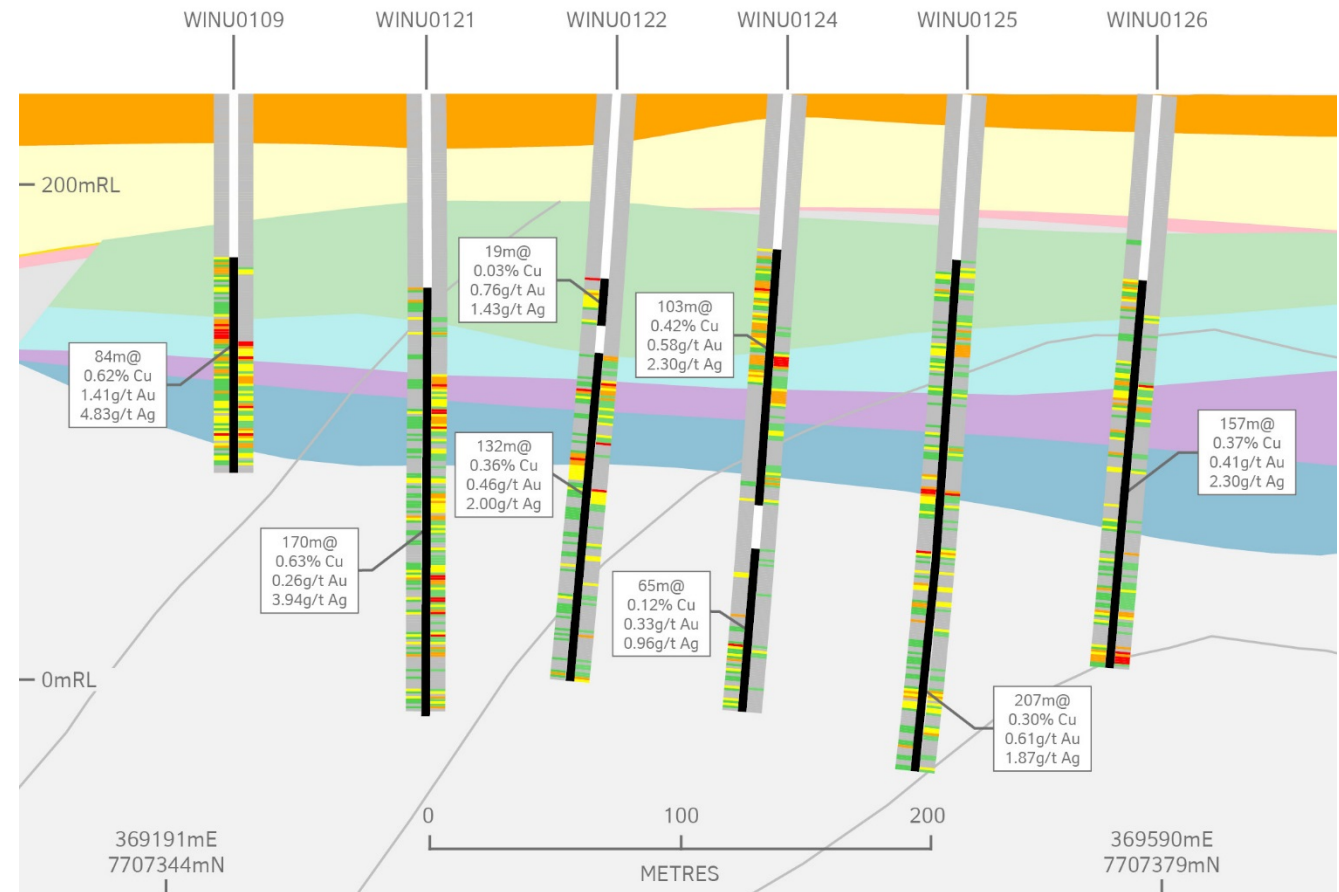 WINU0109
WINU0121
WINU0122
WINU0124
WINU0125
WINU0126
200mRL
19m@
0.03% Cu
0.76g/t Au
1.43g/t Ag
103m@
0.42% Cu
0.58g/t Au
2.30g/t Ag
84m@
0.62% Cu
1.41g/t Au
4.83g/t Ag
132m@
0.36% Cu
0.46g/t Au
2.00g/t Ag
157m@
0.37% Cu
0.41g/t Au
2.30g/t Ag
170m@
0.63% Cu
0.26g/t Au
3.94g/t Ag
65m@
0.12% Cu
0.33g/t Au
0.96g/t Ag
0mRL
207m@
0.30% Cu
0.61g/t Au
1.87g/t Ag
0
100
200
METRES
369191mE
7707344mN
369590mE
7707379mN